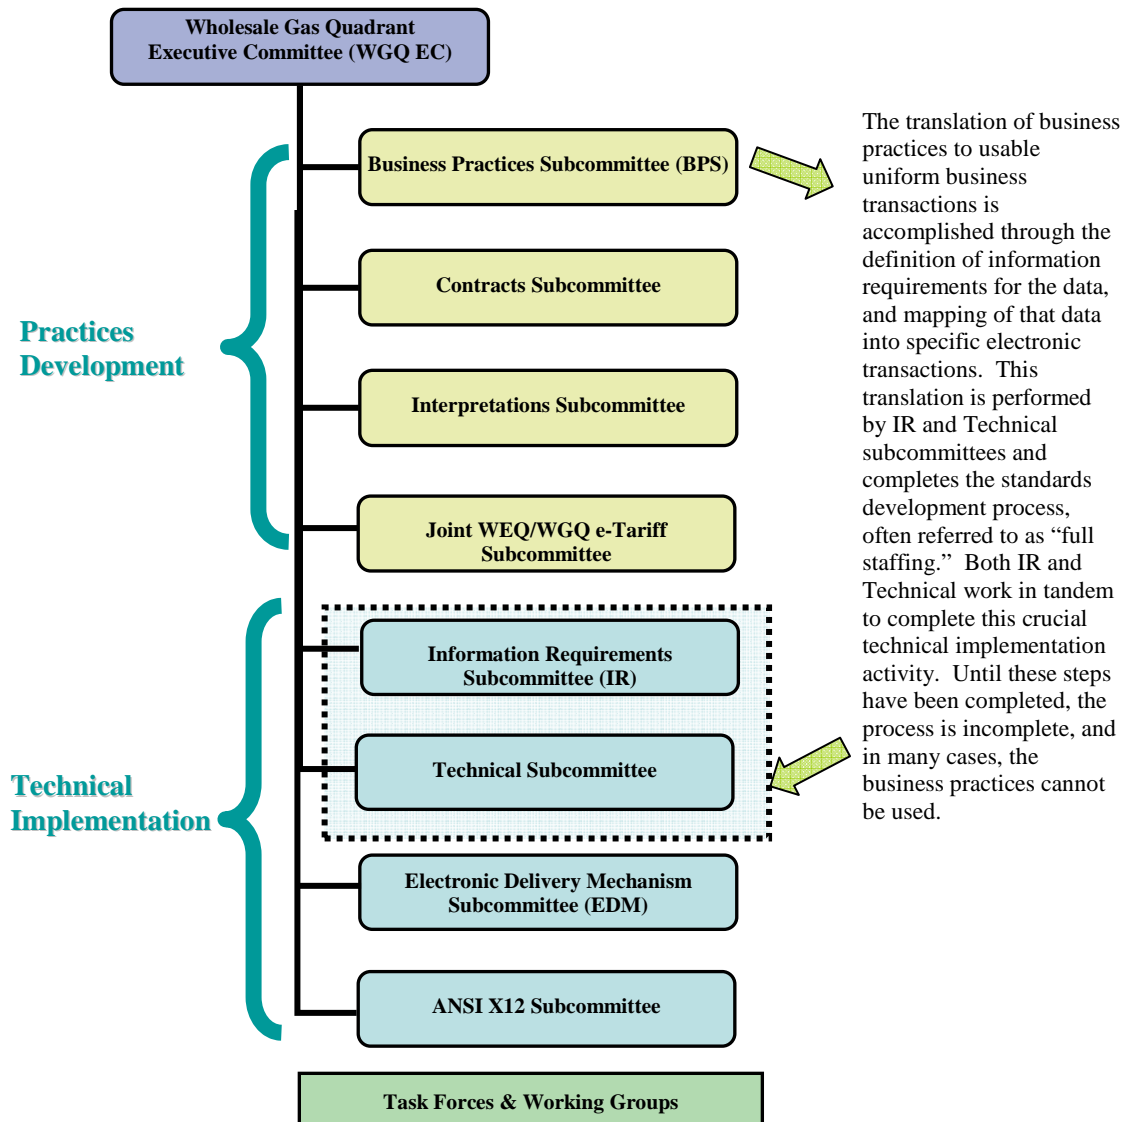 Wholesale Gas Quadrant
Executive Committee (WGQ EC)
Business Practices Subcommittee (BPS)
Contracts Subcommittee
Practices
Development
Interpretations Subcommittee
Joint WEQ/WGQ e-Tariff
Subcommittee
Information Requirements
Subcommittee (IR)
Technical Subcommittee
Technical
Implementation
Electronic Delivery Mechanism
Subcommittee (EDM)
ANSI X12 Subcommittee
Task Forces & Working Groups
The translation of business
practices to usable
uniform business
transactions is
accomplished through the
definition of information
requirements for the data,
and mapping of that data
into specific electronic
transactions.  This
translation is performed
by IR and Technical
subcommittees and
completes the standards
development process,
often referred to as “full
staffing.”  Both IR and
Technical work in tandem
to complete this crucial
technical implementation
activity.  Until these steps
have been completed, the
process is incomplete, and
in many cases, the
business practices cannot
be used.